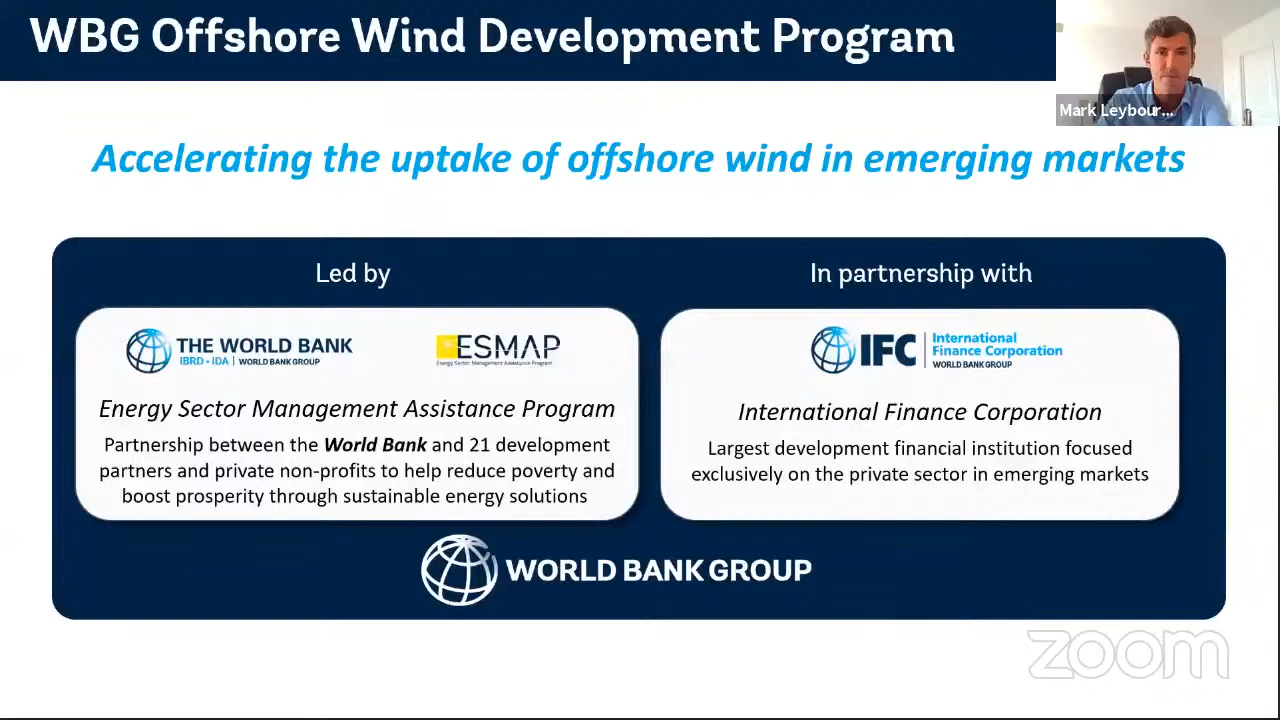 WBG Offshore Wind Development Program
Mark Leybour...
Accelerating the uptake of offshore wind in emerging markets
Led by
In partnership with
THE WORLD BANK
IBRD • IDA | WORLD BANK GROUP
ESMAP
Energy Sector Management Assistance Program
IFC
International
Finance Corporation
WORLD BANK GROUP
Energy Sector Management Assistance Program
Partnership between the World Bank and 21 development
partners and private non-profits to help reduce poverty and
boost prosperity through sustainable energy solutions
International Finance Corporation
Largest development financial institution focused
exclusively on the private sector in emerging markets
WORLD BANK GROUP
zoom